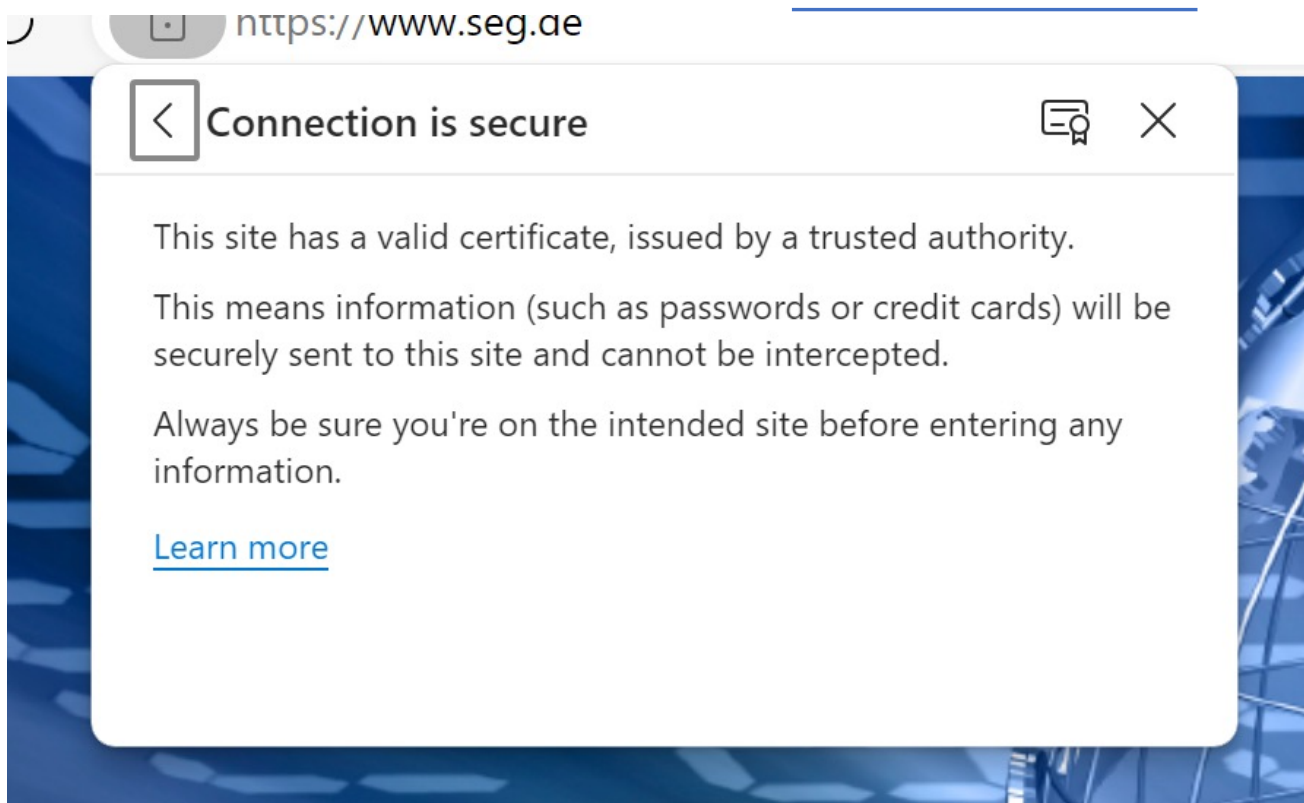 https://www.seg.de
Connection is secure
This site has a valid certificate, issued by a trusted authority.
This means information (such as passwords or credit cards) will be
securely sent to this site and cannot be intercepted.
Always be sure you're on the intended site before entering any
information.
Learn more